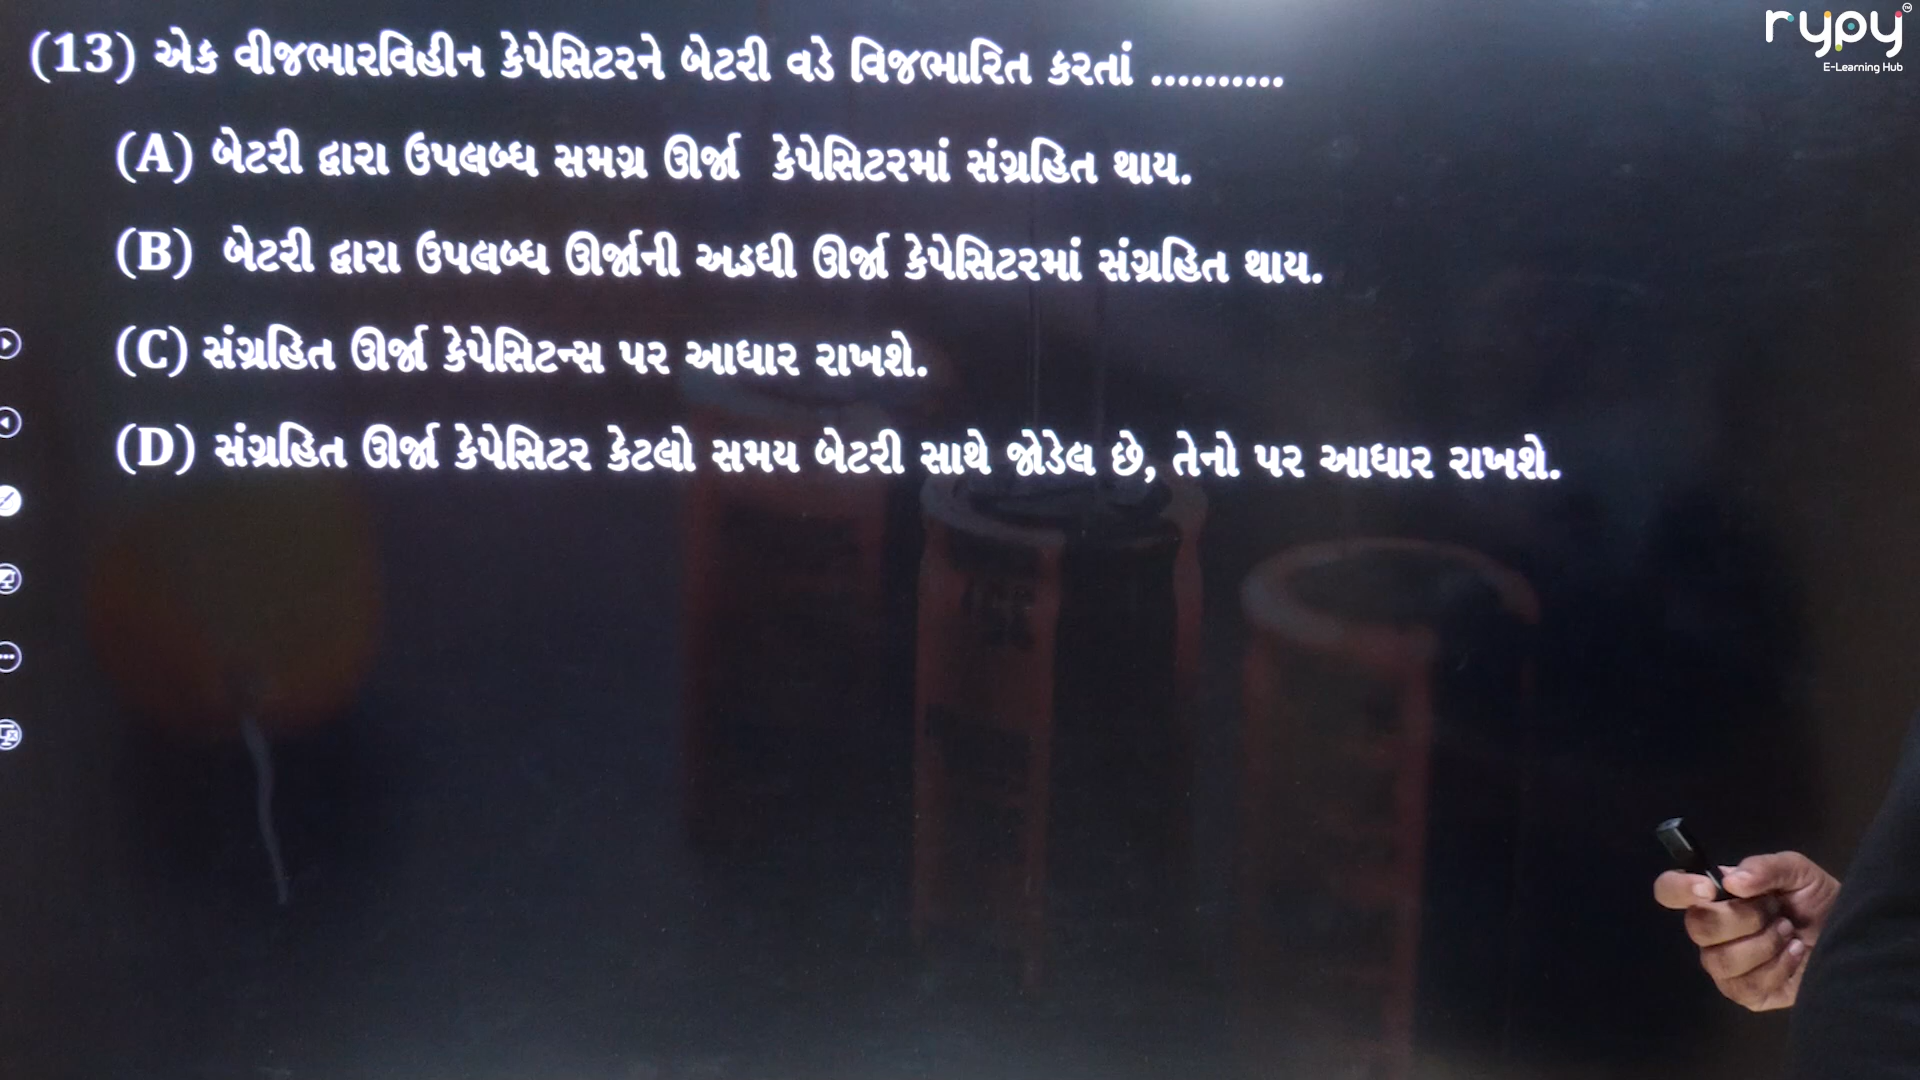 rypy™
E-Learning Hub
(13) એક વીજભારવિહીન કેપેસિટરને બેટરી વડે વિજભારિત કરતાં ..........
(A) બેટરી દ્વારા ઉપલબ્ધ સમગ્ર ઊર્જા કેપેસિટરમાં સંગ્રહિત થાય.
(B) બેટરી દ્વારા ઉપલબ્ધ ઊર્જાની અડધી ઊર્જા કેપેસિટરમાં સંગ્રહિત થાય.
(C) સંગ્રહિત ઊર્જા કેપેસિટન્સ પર આધાર રાખશે.
(D) સંગ્રહિત ઊર્જા કેપેસિટર કેટલો સમય બેટરી સાથે જોડેલ છે, તેનો પર આધાર રાખશે.